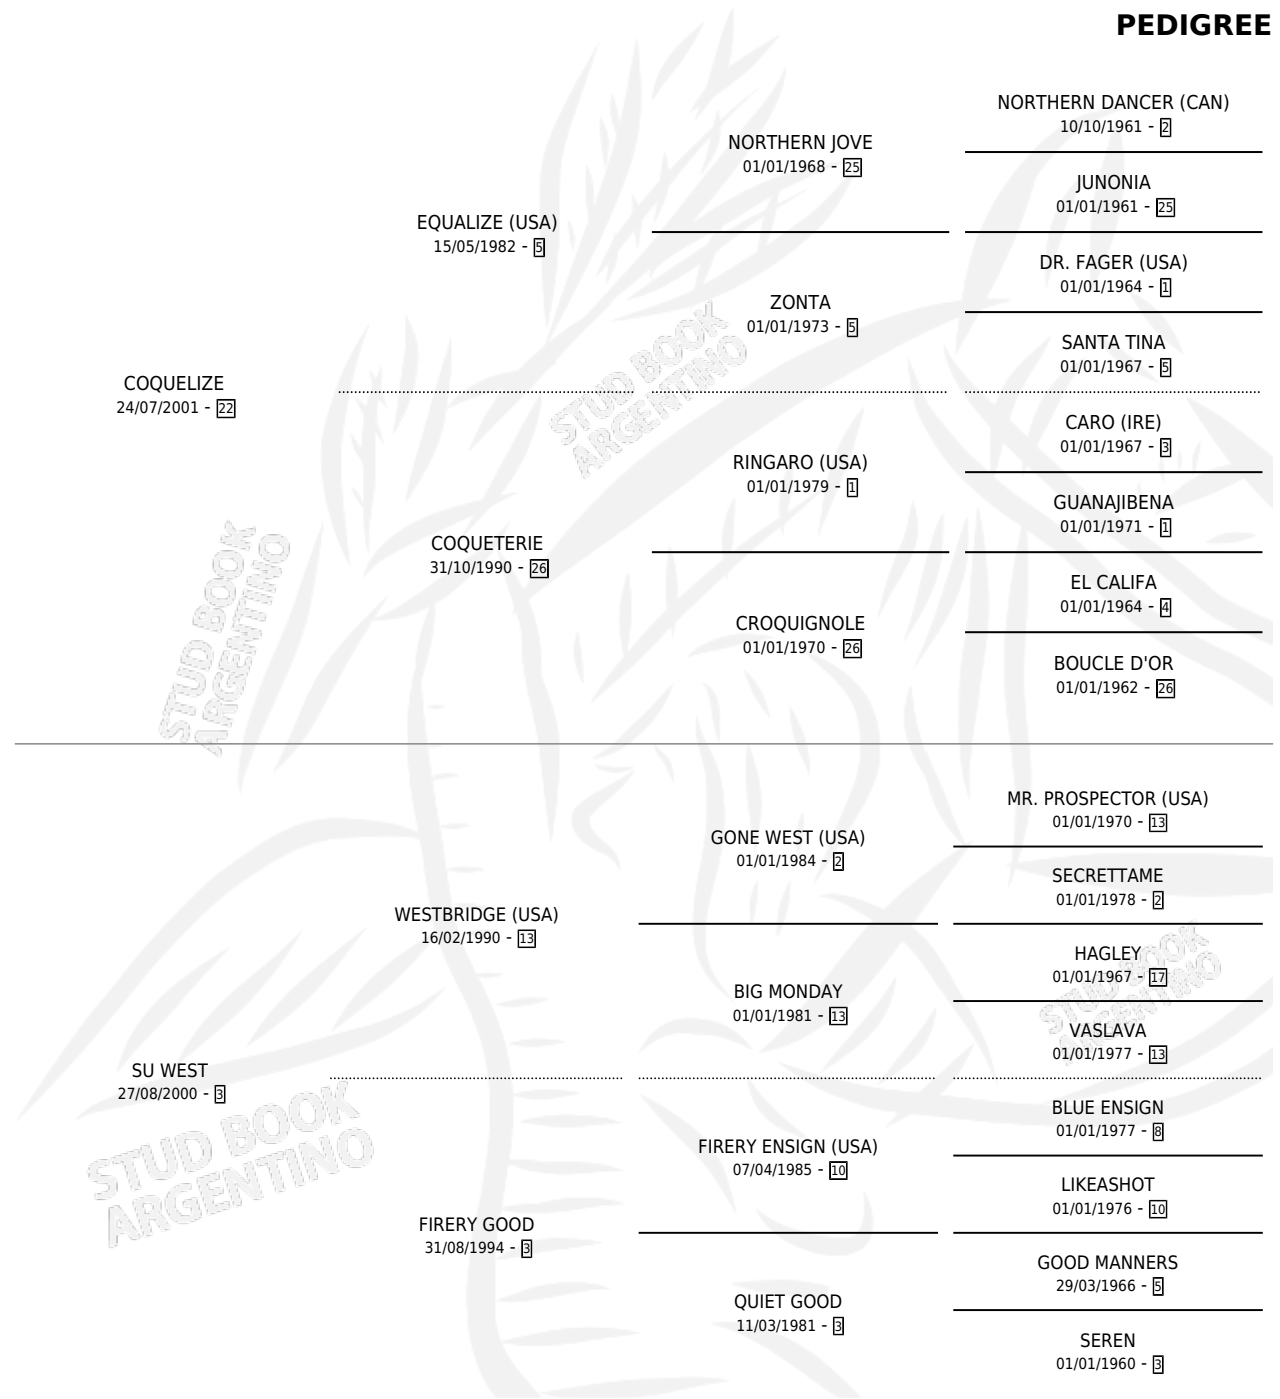 PEDIGREE
NORTHERN DANCER (CAN)
10/10/1961 - 2
NORTHERN JOVE
01/01/1968 - 25
JUNONIA
01/01/1961 - 25
EQUALIZE (USA)
15/05/1982 - 5
DR. FAGER (USA)
01/01/1964 - 1
ZONTA
01/01/1973 - 5
SANTA TINA
01/01/1967 - 5
COQUELIZE
24/07/2001 - 22
CARO (IRE)
01/01/1967 - 3
RINGARO (USA)
01/01/1979 - 1
GUANAJIBENA
01/01/1971 - 1
COQUETERIE
31/10/1990 - 26
EL CALIFA
01/01/1964 - 4
CROQUIGNOLE
01/01/1970 - 26
BOUCLE D'OR
01/01/1962 - 26
MR. PROSPECTOR (USA)
01/01/1970 - 13
GONE WEST (USA)
01/01/1984 - 2
SECRETTAME
01/01/1978 - 2
WESTBRIDGE (USA)
16/02/1990 - 13
HAGLEY
01/01/1967 - 17
BIG MONDAY
01/01/1981 - 13
VASLAVA
01/01/1977 - 13
SU WEST
27/08/2000 - 3
BLUE ENSIGN
01/01/1977 - 8
FIRERY ENSIGN (USA)
07/04/1985 - 10
LIKEASHOT
01/01/1976 - 10
FIRERY GOOD
31/08/1994 - 3
GOOD MANNERS
29/03/1966 - 5
QUIET GOOD
11/03/1981 - 3
SEREN
01/01/1960 - 3
STUD BOOK
ARGENTINO
STUD BOOK
ARGENTINO
STUD BOOK
ARGENTINO
STUD BOOK
ARGENTINO